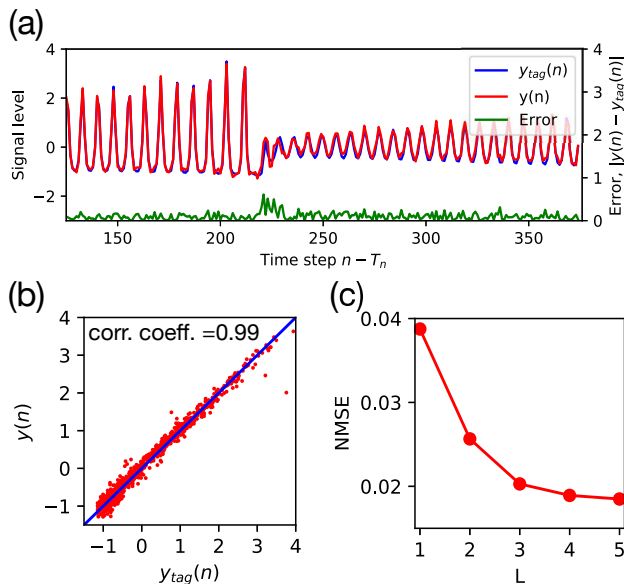 (a)
4
2
0
−2
Signal level
y_tag(n)
y(n)
Error
4
3
2
1
0
Error, |y(n) − y_tag(n)|
150 200 250 300 350
Time step n − T_n
(b)
corr. coeff. =0.99
4
3
2
1
0
−1
y(n)
−1 0 1 2 3 4
y_tag(n)
(c)
0.04
0.03
0.02
NMSE
1 2 3 4 5
L